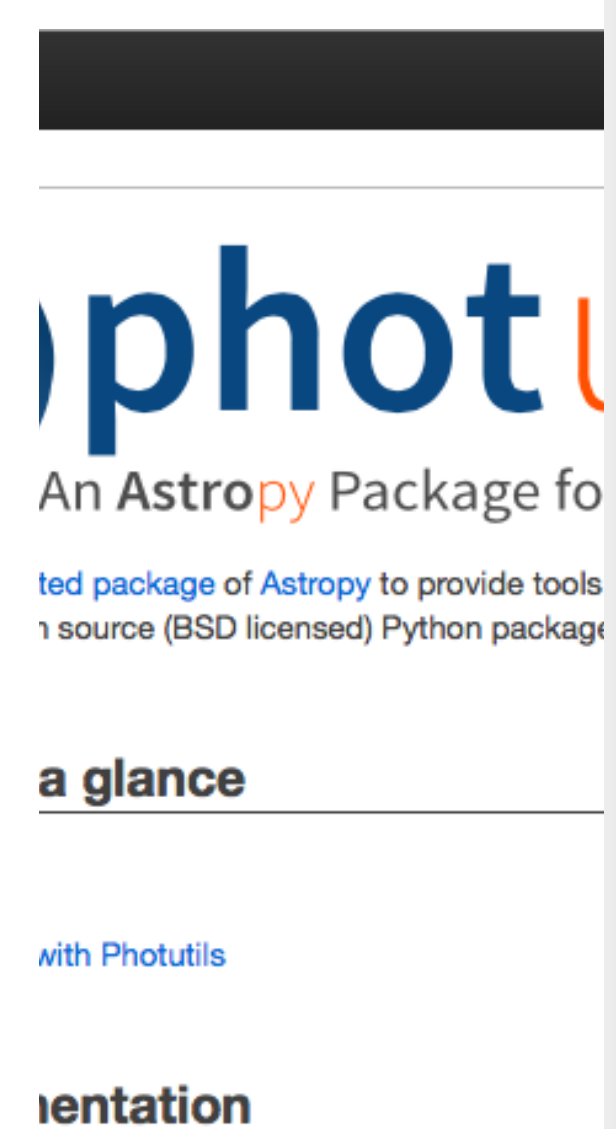 phot
An Astropy Package fo
ted package of Astropy to provide tools
source (BSD licensed) Python package
a glance
with Photutils
entation